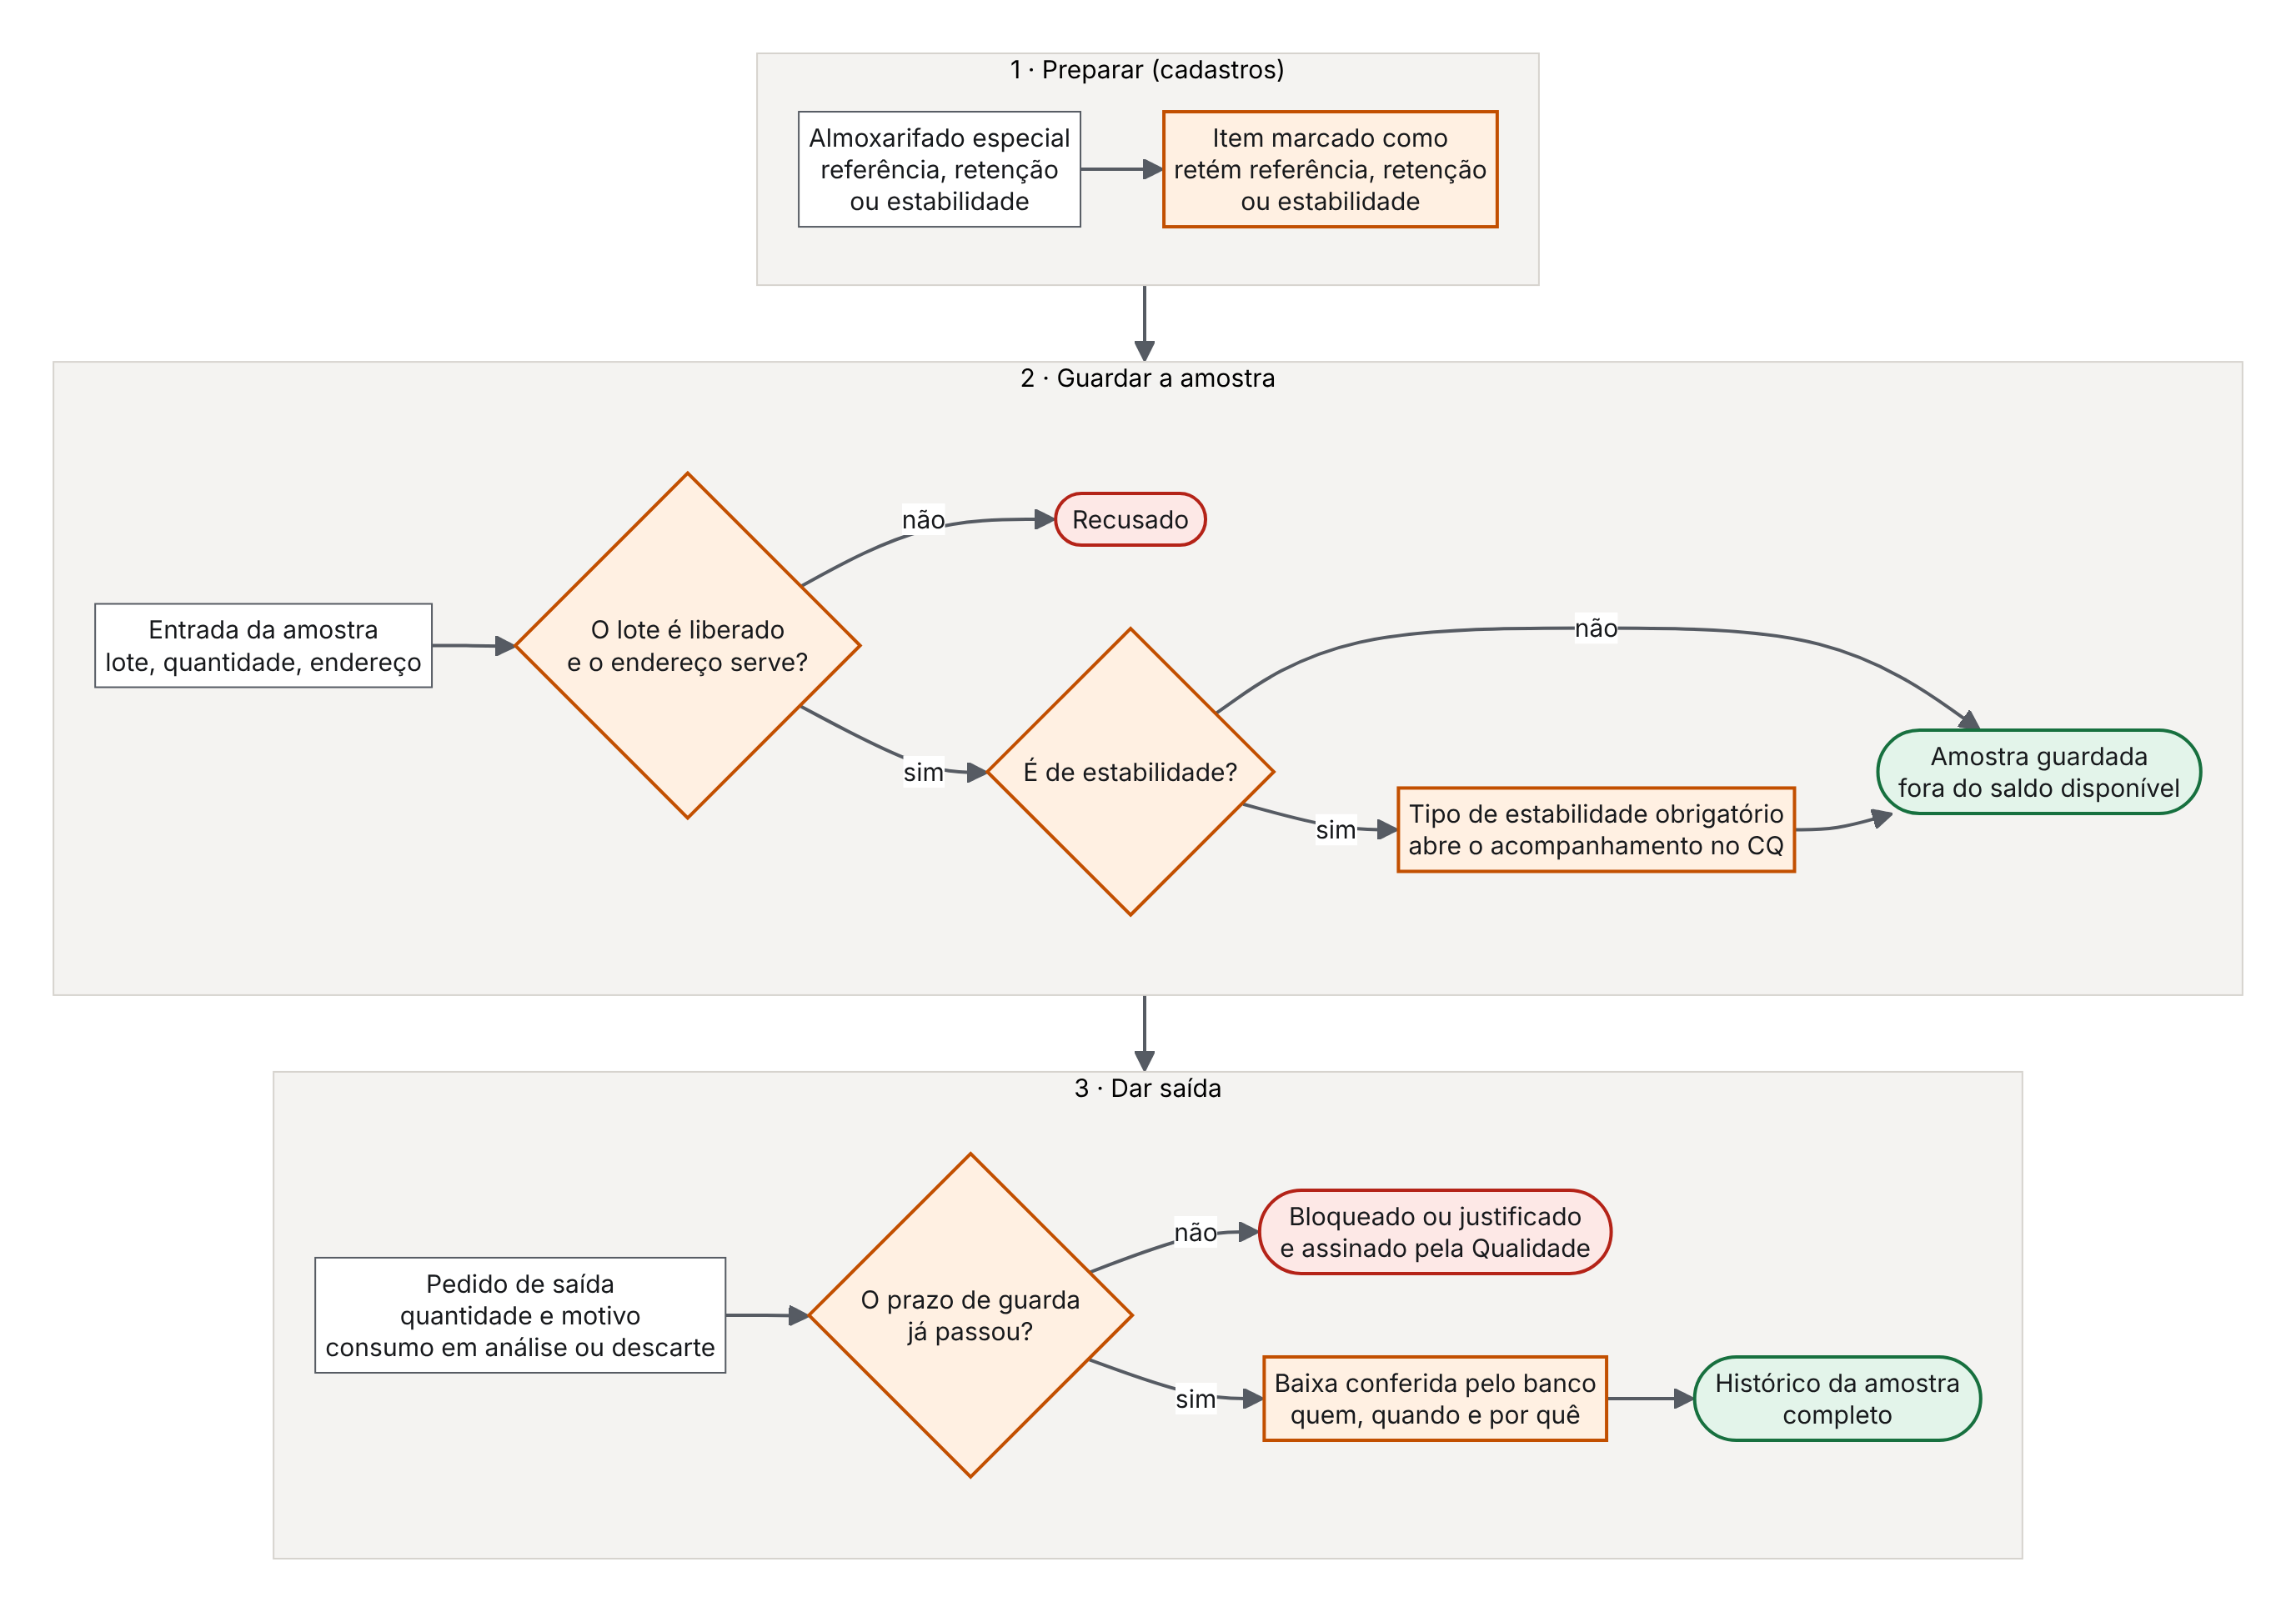 1 · Preparar (cadastros)
Almoxarifado especial
referência, retenção
ou estabilidade
Item marcado como
retém referência, retenção
ou estabilidade
2 · Guardar a amostra
Entrada da amostra
lote, quantidade, endereço
O lote é liberado
e o endereço serve?
não
Recusado
sim
É de estabilidade?
não
sim
Tipo de estabilidade obrigatório
abre o acompanhamento no CQ
Amostra guardada
fora do saldo disponível
3 · Dar saída
Pedido de saída
quantidade e motivo
consumo em análise ou descarte
O prazo de guarda
já passou?
não
Bloqueado ou justificado
e assinado pela Qualidade
sim
Baixa conferida pelo banco
quem, quando e por quê
Histórico da amostra
completo